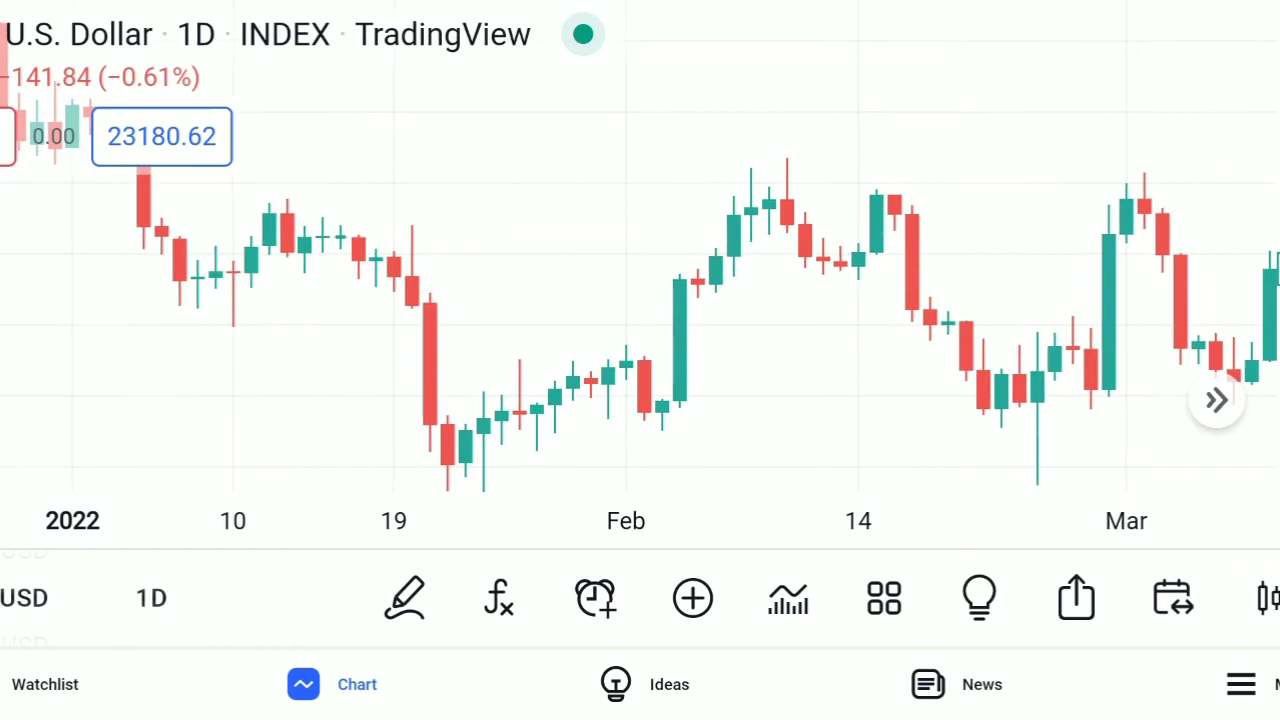 U.S. Dollar · 1D · INDEX · TradingView
−141.84 (−0.61%)
0.00 23180.62
2022 10 19 Feb 14 Mar
USD 1D
Watchlist Chart Ideas News